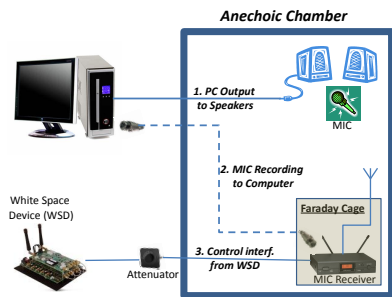 Anechoic Chamber
1. PC Output
to Speakers
MIC
2. MIC Recording
to Computer
White Space
Device (WSD)
Faraday Cage
3. Control interf.
from WSD
Attenuator
MIC Receiver